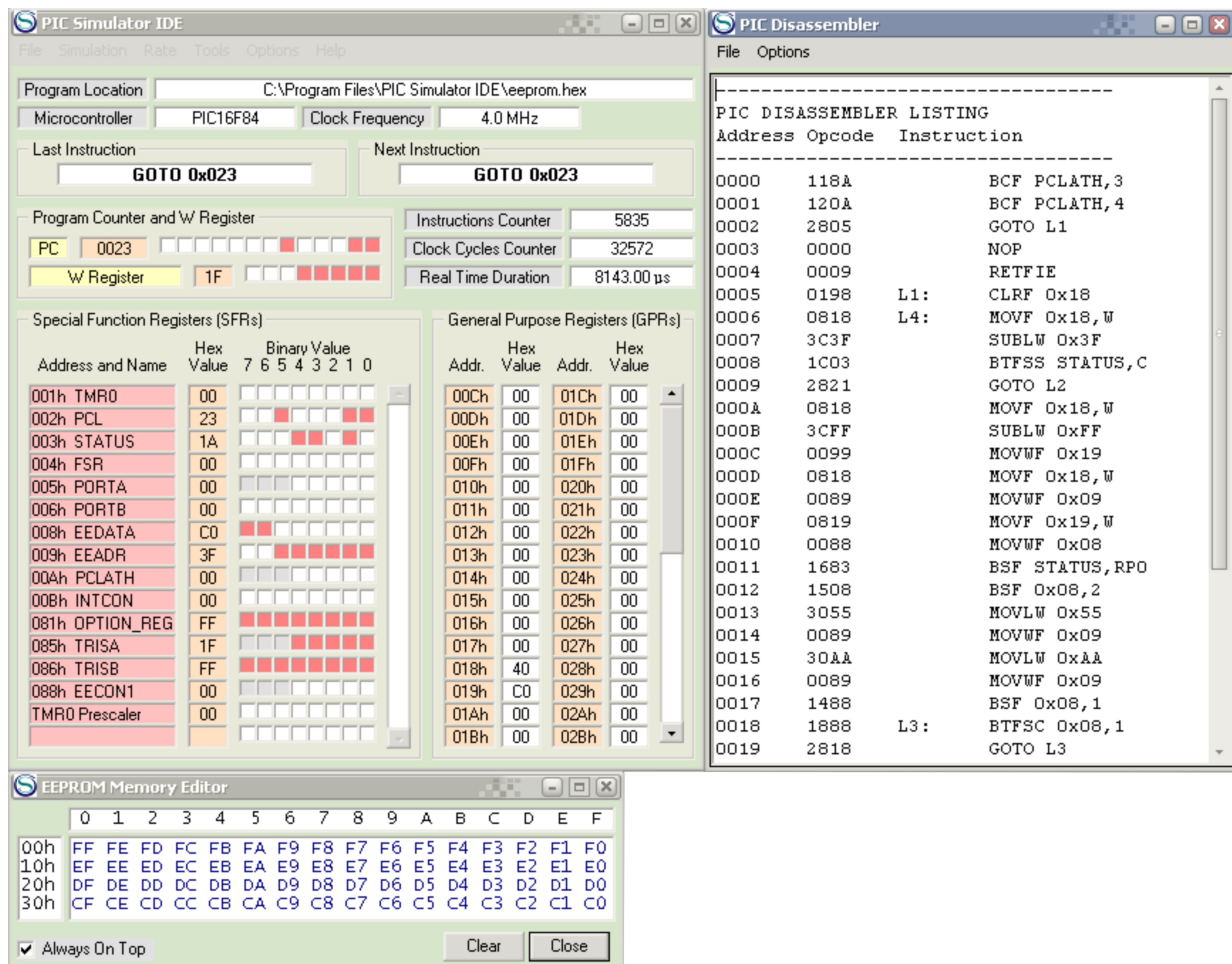 PIC Simulator IDE
File Simulation Rate Tools Options Help
Program Location C:\Program Files\PIC Simulator IDE\eeprom.hex
Microcontroller PIC16F84 Clock Frequency 4.0 MHz
Last Instruction Next Instruction
GOTO 0x023 GOTO 0x023
Program Counter and W Register
PC 0023
W Register 1F
Instructions Counter 5835
Clock Cycles Counter 32572
Real Time Duration 8143.00 µs
Special Function Registers (SFRs)
Hex Binary Value
Address and Name Value 7 6 5 4 3 2 1 0
001h TMR0 00
002h PCL 23
003h STATUS 1A
004h FSR 00
005h PORTA 00
006h PORTB 00
008h EEDATA C0
009h EEADR 3F
00Ah PCLATH 00
00Bh INTCON 00
081h OPTION_REG FF
085h TRISA 1F
086h TRISB FF
088h EECON1 00
TMR0 Prescaler 00
General Purpose Registers (GPRs)
Hex Hex
Addr. Value Addr. Value
00Ch 00 01Ch 00
00Dh 00 01Dh 00
00Eh 00 01Eh 00
00Fh 00 01Fh 00
010h 00 020h 00
011h 00 021h 00
012h 00 022h 00
013h 00 023h 00
014h 00 024h 00
015h 00 025h 00
016h 00 026h 00
017h 00 027h 00
018h 40 028h 00
019h C0 029h 00
01Ah 00 02Ah 00
01Bh 00 02Bh 00
PIC Disassembler
File Options
-----------------------------------
PIC DISASSEMBLER LISTING
Address Opcode Instruction
-----------------------------------
0000 118A BCF PCLATH,3
0001 120A BCF PCLATH,4
0002 2805 GOTO L1
0003 0000 NOP
0004 0009 RETFIE
0005 0198 L1: CLRF 0x18
0006 0818 L4: MOVF 0x18,W
0007 3C3F SUBLW 0x3F
0008 1C03 BTFSS STATUS,C
0009 2821 GOTO L2
000A 0818 MOVF 0x18,W
000B 3CFF SUBLW 0xFF
000C 0099 MOVWF 0x19
000D 0818 MOVF 0x18,W
000E 0089 MOVWF 0x09
000F 0819 MOVF 0x19,W
0010 0088 MOVWF 0x08
0011 1683 BSF STATUS,RP0
0012 1508 BSF 0x08,2
0013 3055 MOVLW 0x55
0014 0089 MOVWF 0x09
0015 30AA MOVLW 0xAA
0016 0089 MOVWF 0x09
0017 1488 BSF 0x08,1
0018 1888 L3: BTFSC 0x08,1
0019 2818 GOTO L3
EEPROM Memory Editor
0 1 2 3 4 5 6 7 8 9 A B C D E F
00h FF FE FD FC FB FA F9 F8 F7 F6 F5 F4 F3 F2 F1 F0
10h EF EE ED EC EB EA E9 E8 E7 E6 E5 E4 E3 E2 E1 E0
20h DF DE DD DC DB DA D9 D8 D7 D6 D5 D4 D3 D2 D1 D0
30h CF CE CD CC CB CA C9 C8 C7 C6 C5 C4 C3 C2 C1 C0
Always On Top Clear Close